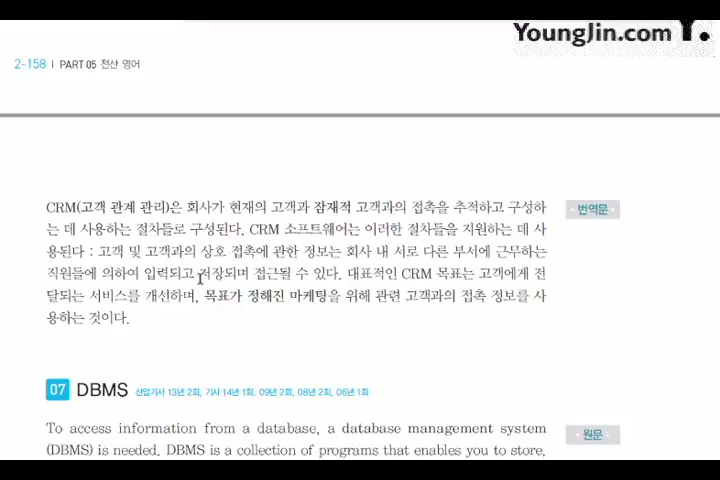 YoungJin.com Y.
2-158 | PART 05 전산 영어
CRM(고객 관계 관리)은 회사가 현재의 고객과 잠재적 고객과의 접촉을 추적하고 구성하
는 데 사용하는 절차들로 구성된다. CRM 소프트웨어는 이러한 절차들을 지원하는 데 사
용된다 : 고객 및 고객과의 상호 접촉에 관한 정보는 회사 내 서로 다른 부서에 근무하는
직원들에 의하여 입력되고 저장되며 접근될 수 있다. 대표적인 CRM 목표는 고객에게 전
달되는 서비스를 개선하며, 목표가 정해진 마케팅을 위해 관련 고객과의 접촉 정보를 사
용하는 것이다.
번역문
07 DBMS 산업기사 13년 2회, 기사 14년 1회, 09년 2회, 08년 2회, 06년 1회
To access information from a database, a database management system
(DBMS) is needed. DBMS is a collection of programs that enables you to store,
원문